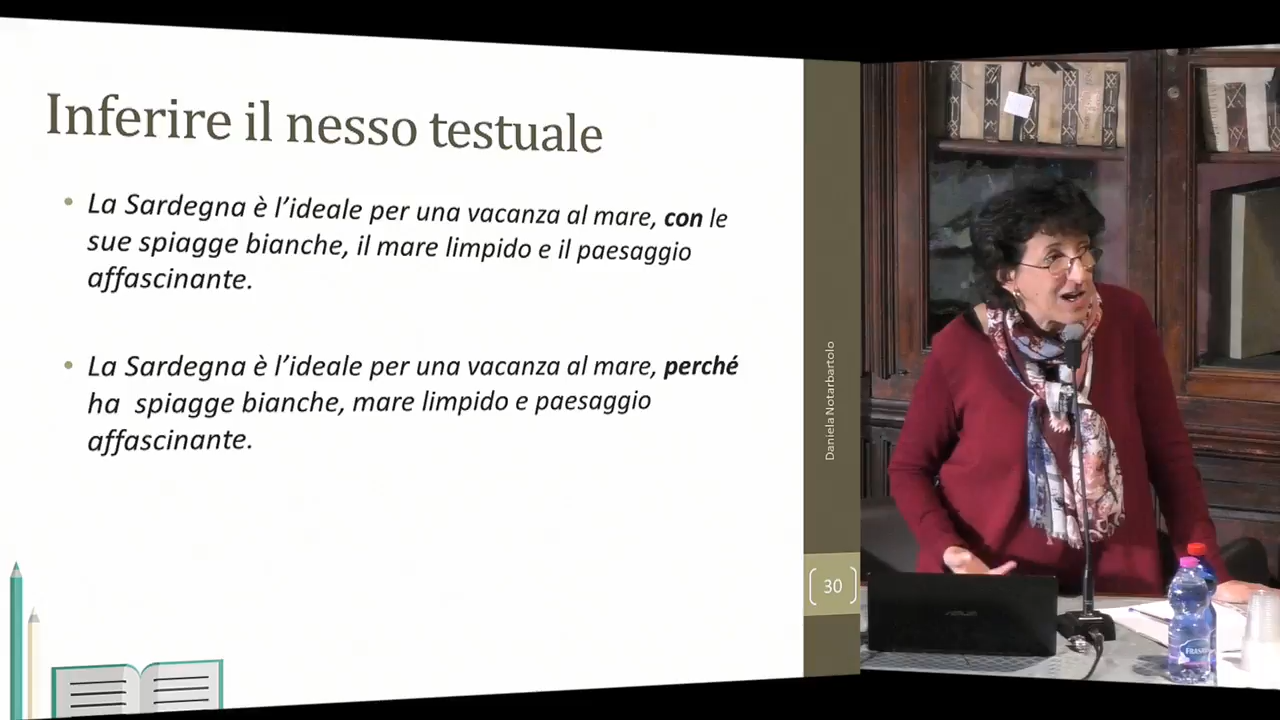 Inferire il nesso testuale
• La Sardegna è l’ideale per una vacanza al mare, con le
sue spiagge bianche, il mare limpido e il paesaggio
affascinante.
• La Sardegna è l’ideale per una vacanza al mare, perché
ha spiagge bianche, mare limpido e paesaggio
affascinante.
Daniela Notarbartolo
30
ASUS